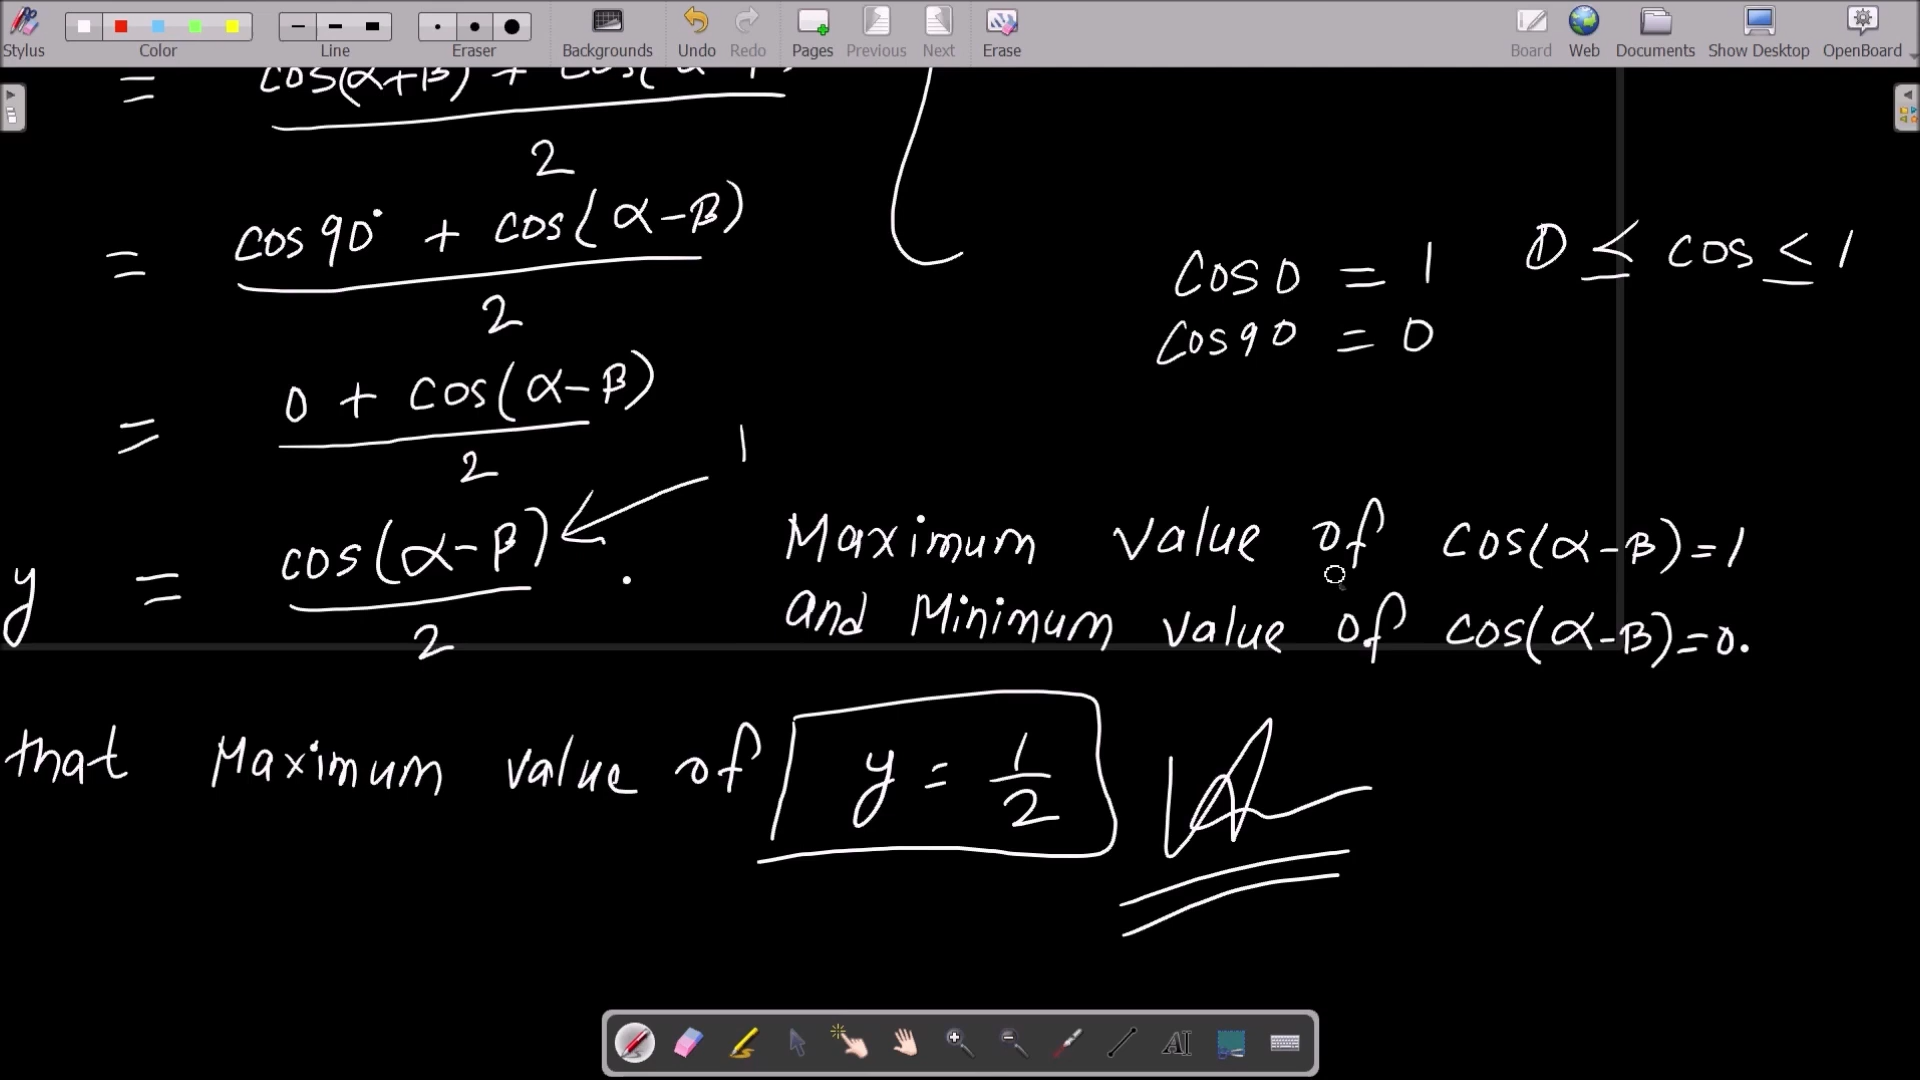 Stylus Color Line Eraser Backgrounds Undo Redo Pages Previous Next Erase Board Web Documents Show Desktop OpenBoard
= cos(α+β) + cos(α
2
= cos 90° + cos(α-β)
2
cos 0 = 1
0 ≤ cos ≤ 1
cos 90 = 0
= 0 + cos(α-β)
2
1
y = cos(α-β)
2
.
Maximum value of cos(α-β)=1
and Minimum value of cos(α-β)=0.
that Maximum value of y = 1/2
AI